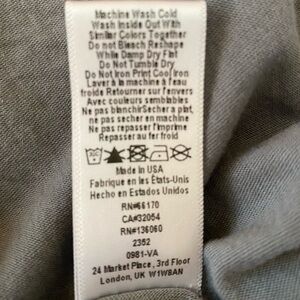 Machine Wash Cold
Wash Inside Out With
Similar Colors Together
Do not Bleach Reshape
While Damp Dry Flat
Do Not Tumble Dry
Do Not Iron Print Cool Iron
Laver à la machine à l'eau
froide Retourner sur l'envers
Avec couleurs semblables
Ne pas blanchir Sécher a plat,
ne pas sécher en machine
Ne pas repasser l'imprime
Repasser au fer froid
Made In USA
Fabrique en les États-Unis
Hecho en Estados Unidos
RN#66170
CA#32054
RN#136060
2352
0981-VA
24 Market Place, 3rd Floor
London, UK W1W8AN